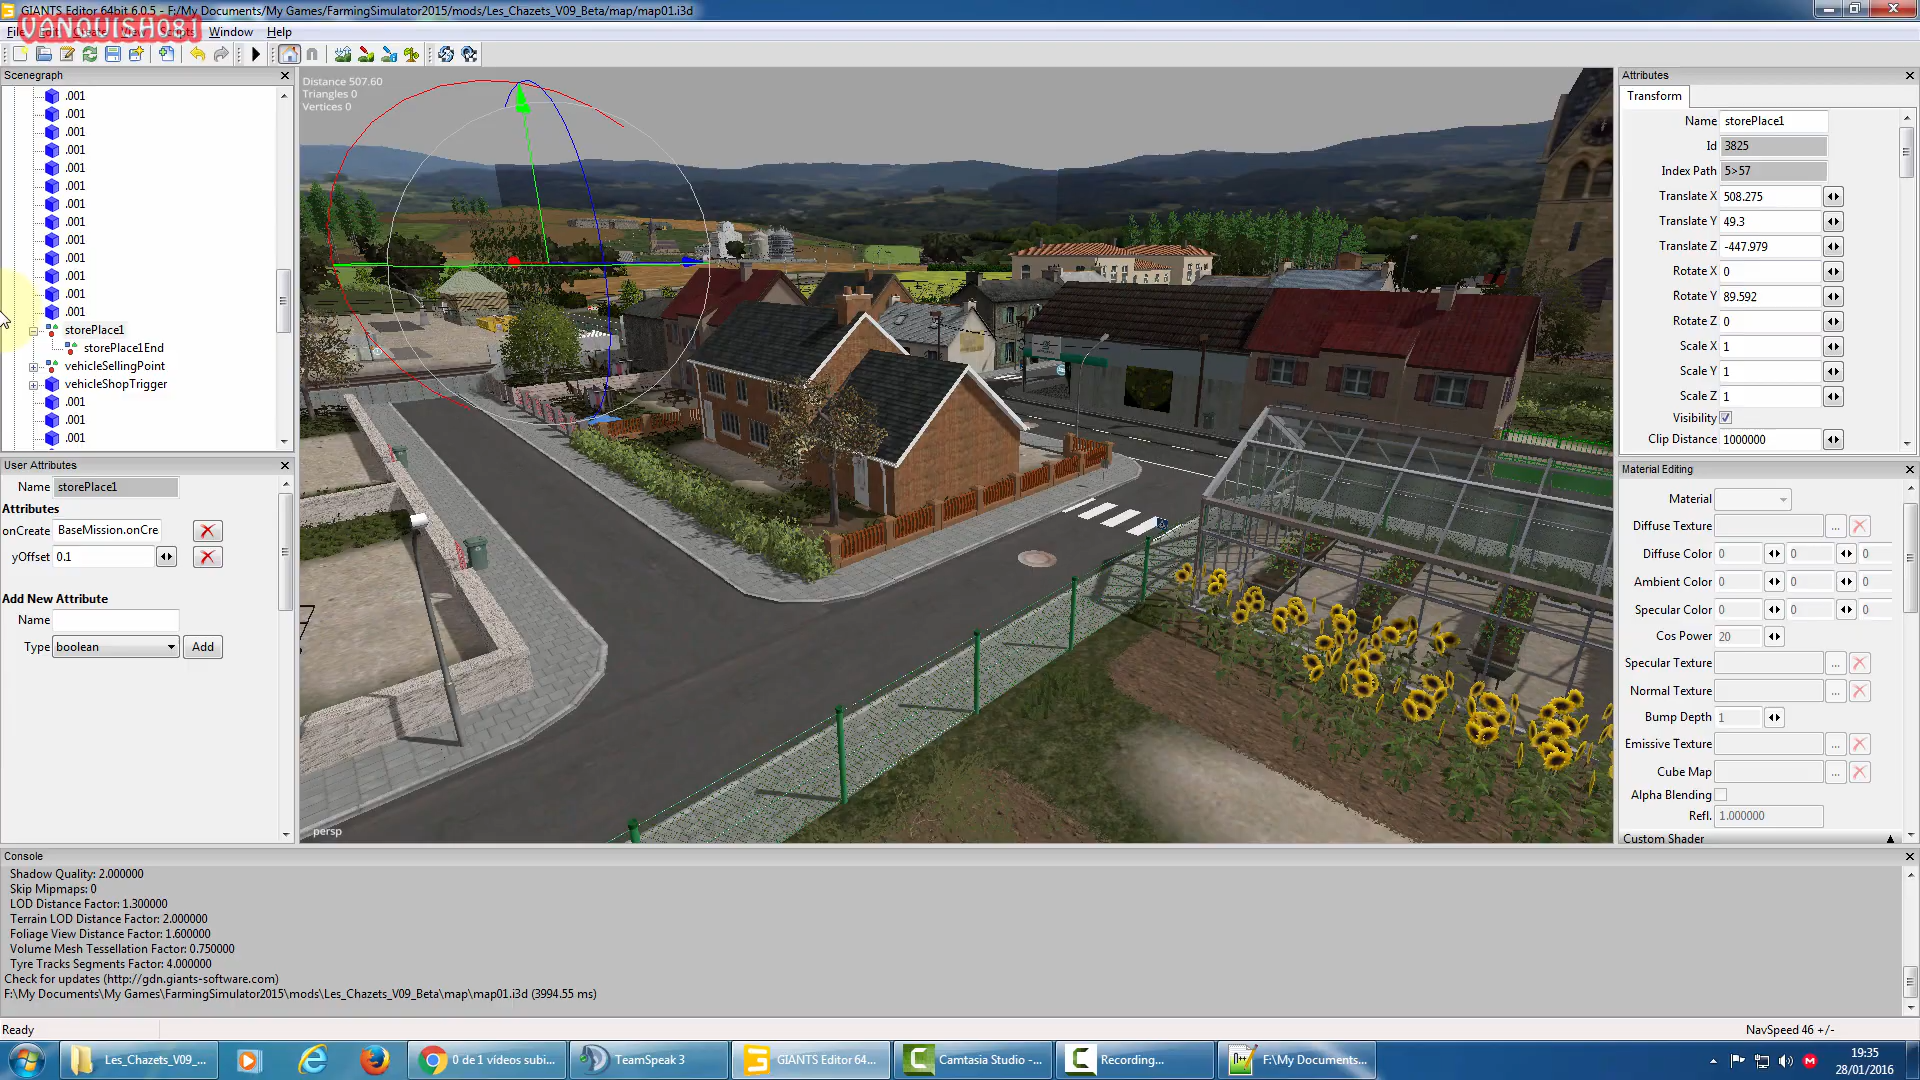 GIANTS Editor 64bit 6.0.5 - F:/My Documents/My Games/FarmingSimulator2015/mods/Les_Chazets_V09_Beta/map/map01.i3d
VANQUISH081
Window Help
Scenegraph
.001
.001
.001
.001
.001
.001
.001
.001
.001
.001
.001
.001
.001
storePlace1
storePlace1End
vehicleSellingPoint
vehicleShopTrigger
.001
.001
.001
User Attributes
Name storePlace1
Attributes
onCreate BaseMission.onCre
yOffset 0.1
Add New Attribute
Name
Type boolean Add
Distance 507.60
Triangles 0
Vertices 0
persp
Attributes
Transform
Name storePlace1
Id 3825
Index Path 5>57
Translate X 508.275
Translate Y 49.3
Translate Z -447.979
Rotate X 0
Rotate Y 89.592
Rotate Z 0
Scale X 1
Scale Y 1
Scale Z 1
Visibility
Clip Distance 1000000
Material Editing
Material
Diffuse Texture ...
Diffuse Color 0 0 0
Ambient Color 0 0 0
Specular Color 0 0 0
Cos Power 20
Specular Texture ...
Normal Texture ...
Bump Depth 1
Emissive Texture ...
Cube Map ...
Alpha Blending
Refl. 1.000000
Custom Shader
Console
Shadow Quality: 2.000000
Skip Mipmaps: 0
LOD Distance Factor: 1.300000
Terrain LOD Distance Factor: 2.000000
Foliage View Distance Factor: 1.600000
Volume Mesh Tessellation Factor: 0.750000
Tyre Tracks Segments Factor: 4.000000
Check for updates (http://gdn.giants-software.com)
F:\My Documents\My Games\FarmingSimulator2015\mods\Les_Chazets_V09_Beta\map\map01.i3d (3994.55 ms)
Ready
NavSpeed 46 +/-
Les_Chazets_V09_...
0 de 1 vídeos subi...
TeamSpeak 3
GIANTS Editor 64...
Camtasia Studio -...
Recording...
F:\My Documents...
19:35
28/01/2016